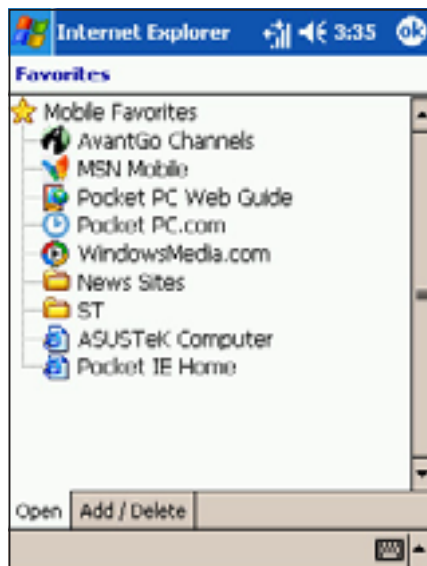 Internet Explorer 3:35 ok
Favorites
Mobile Favorites
AvantGo Channels
MSN Mobile
Pocket PC Web Guide
Pocket PC.com
WindowsMedia.com
News Sites
ST
ASUSTeK Computer
Pocket IE Home
Open Add / Delete